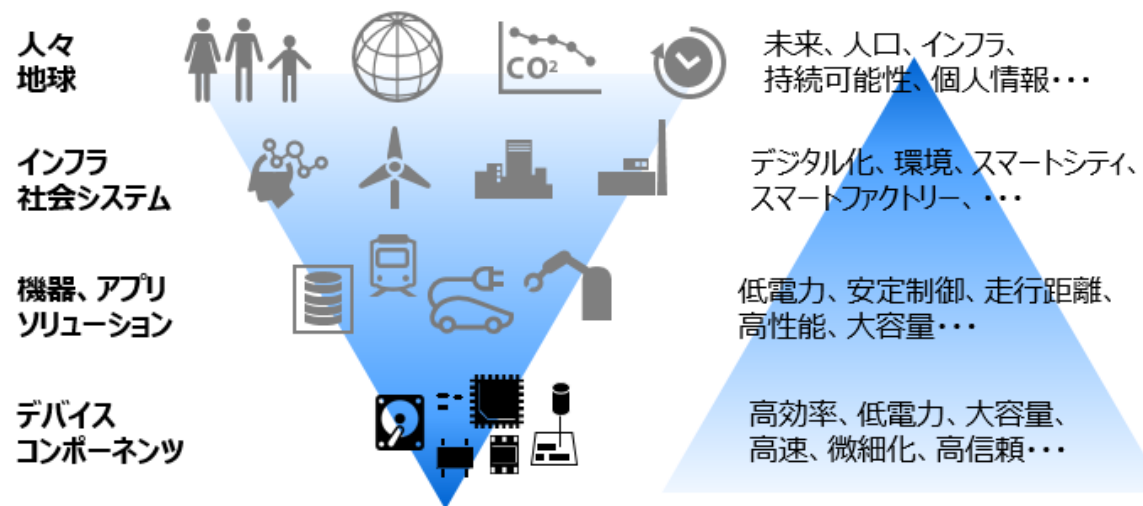 人々
地球
CO²
未来、人口、インフラ、
持続可能性、個人情報・・・
インフラ
社会システム
デジタル化、環境、スマートシティ、
スマートファクトリー、・・・
機器、アプリ
ソリューション
低電力、安定制御、走行距離、
高性能、大容量・・・
デバイス
コンポーネンツ
高効率、低電力、大容量、
高速、微細化、高信頼・・・